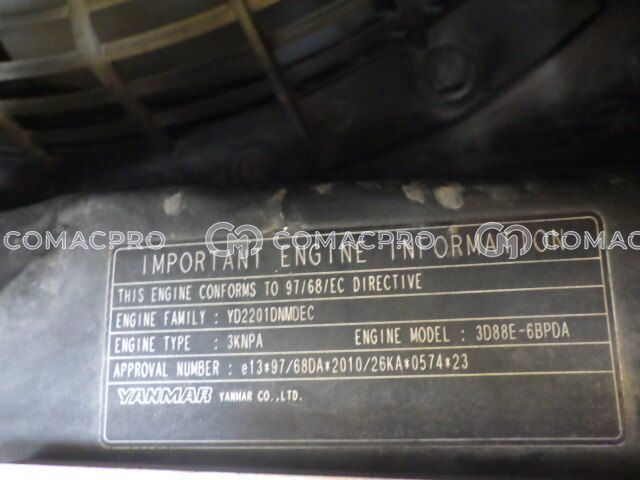 COMACPRO COMACPRO COMACPRO
IMPORTANT ENGINE INFORMATION
THIS ENGINE CONFORMS TO 97/68/EC DIRECTIVE
ENGINE FAMILY : YD2201DNMDEC
ENGINE TYPE : 3KNPA ENGINE MODEL : 3D88E-6BPDA
APPROVAL NUMBER : e13*97/68DA*2010/26KA*0574*23
YANMAR YANMAR CO.,LTD.